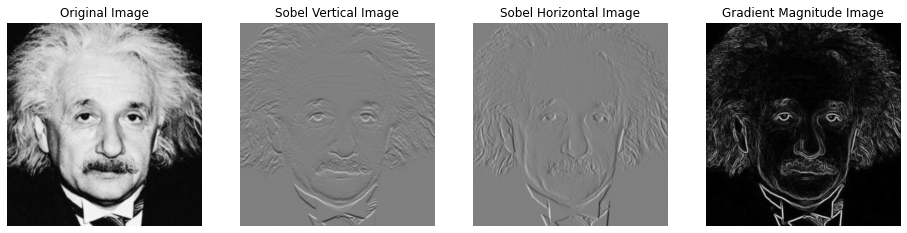 Original Image
Sobel Vertical Image
Sobel Horizontal Image
Gradient Magnitude Image